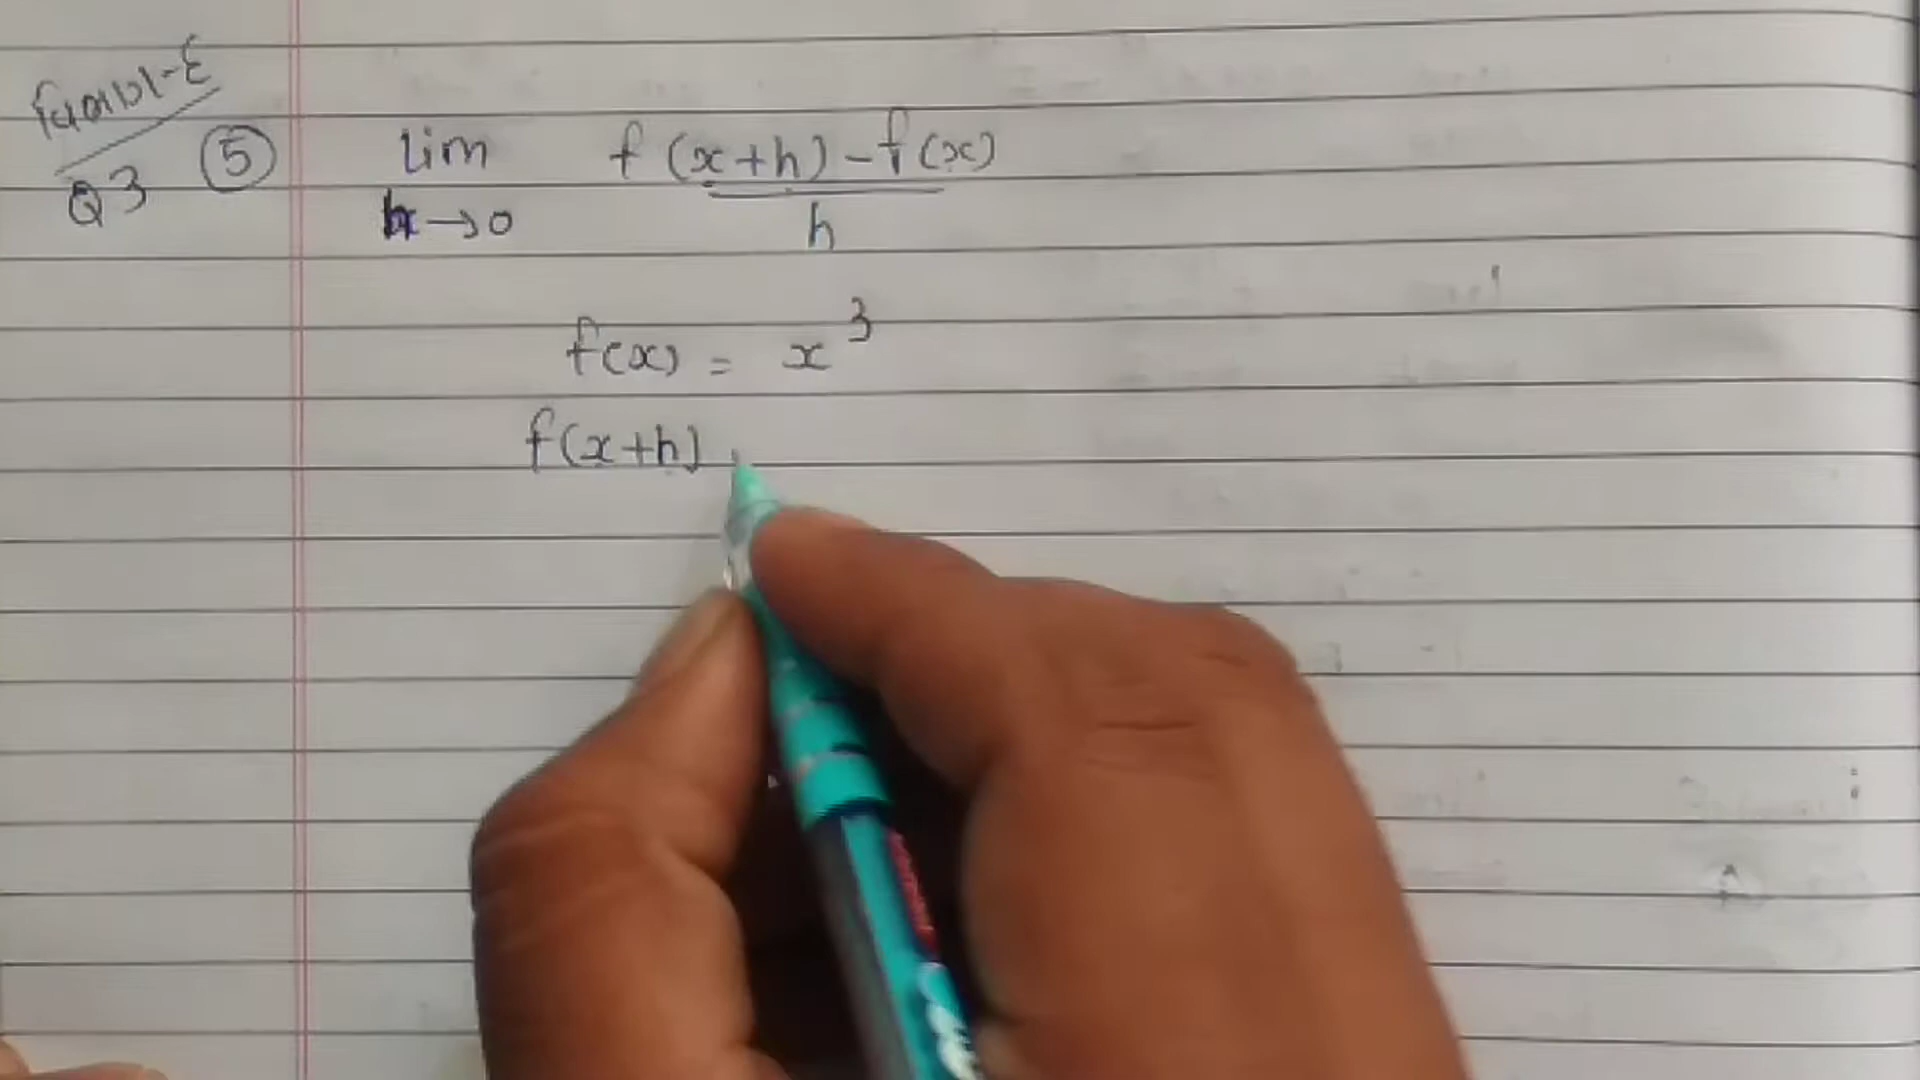 વિભાગ-E
Q3 (5) lim f(x+h)-f(x)
h→0 h
f(x) = x³
f(x+h)